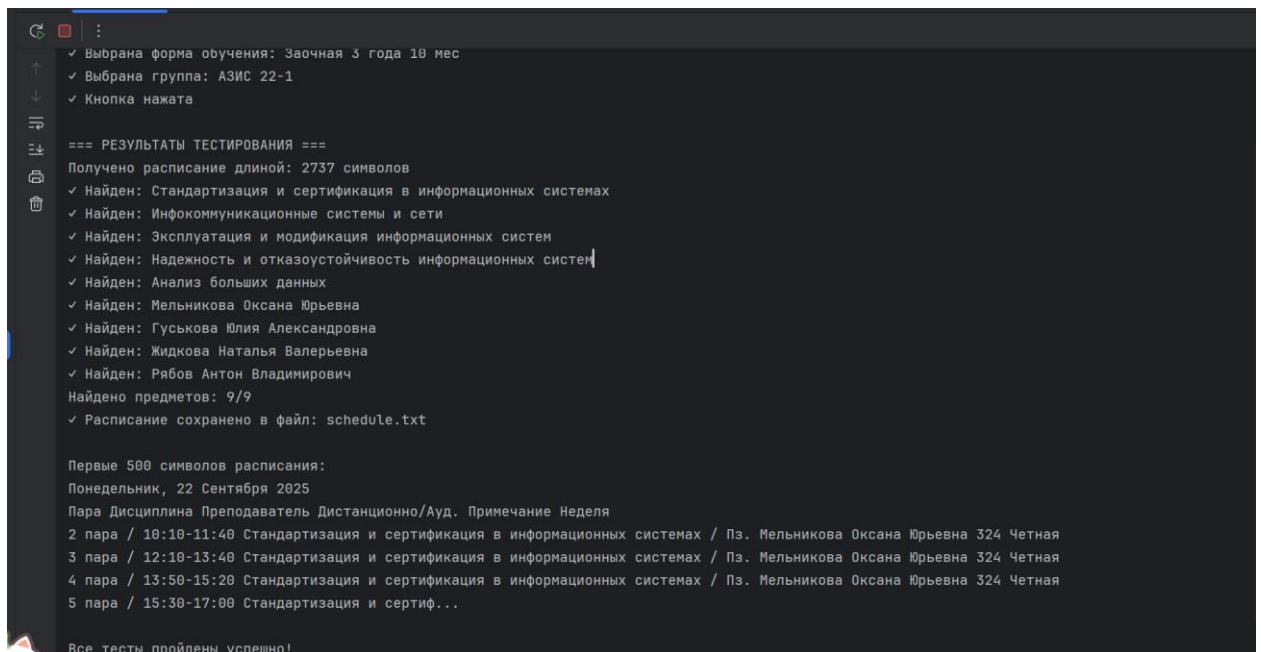 ✓ Выбрана форма обучения: Заочная 3 года 10 мес
✓ Выбрана группа: АЗИС 22-1
✓ Кнопка нажата
=== РЕЗУЛЬТАТЫ ТЕСТИРОВАНИЯ ===
Получено расписание длиной: 2737 символов
✓ Найден: Стандартизация и сертификация в информационных системах
✓ Найден: Инфокоммуникационные системы и сети
✓ Найден: Эксплуатация и модификация информационных систем
✓ Найден: Надежность и отказоустойчивость информационных систем
✓ Найден: Анализ больших данных
✓ Найден: Мельникова Оксана Юрьевна
✓ Найден: Гуськова Юлия Александровна
✓ Найден: Жидкова Наталья Валерьевна
✓ Найден: Рябов Антон Владимирович
Найдено предметов: 9/9
✓ Расписание сохранено в файл: schedule.txt
Первые 500 символов расписания:
Понедельник, 22 Сентября 2025
Пара Дисциплина Преподаватель Дистанционно/Ауд. Примечание Неделя
2 пара / 10:10-11:40 Стандартизация и сертификация в информационных системах / Пз. Мельникова Оксана Юрьевна 324 Четная
3 пара / 12:10-13:40 Стандартизация и сертификация в информационных системах / Пз. Мельникова Оксана Юрьевна 324 Четная
4 пара / 13:50-15:20 Стандартизация и сертификация в информационных системах / Пз. Мельникова Оксана Юрьевна 324 Четная
5 пара / 15:30-17:00 Стандартизация и сертиф...
Все тесты пройдены успешно!